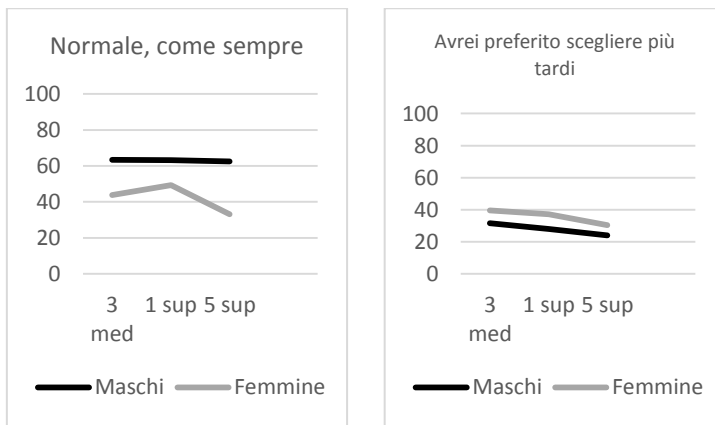 Normale, come sempre
100
80
60
40
20
0
3 med
1 sup
5 sup
Maschi
Femmine
Avrei preferito scegliere più
tardi
100
80
60
40
20
0
3 med
1 sup
5 sup
Maschi
Femmine